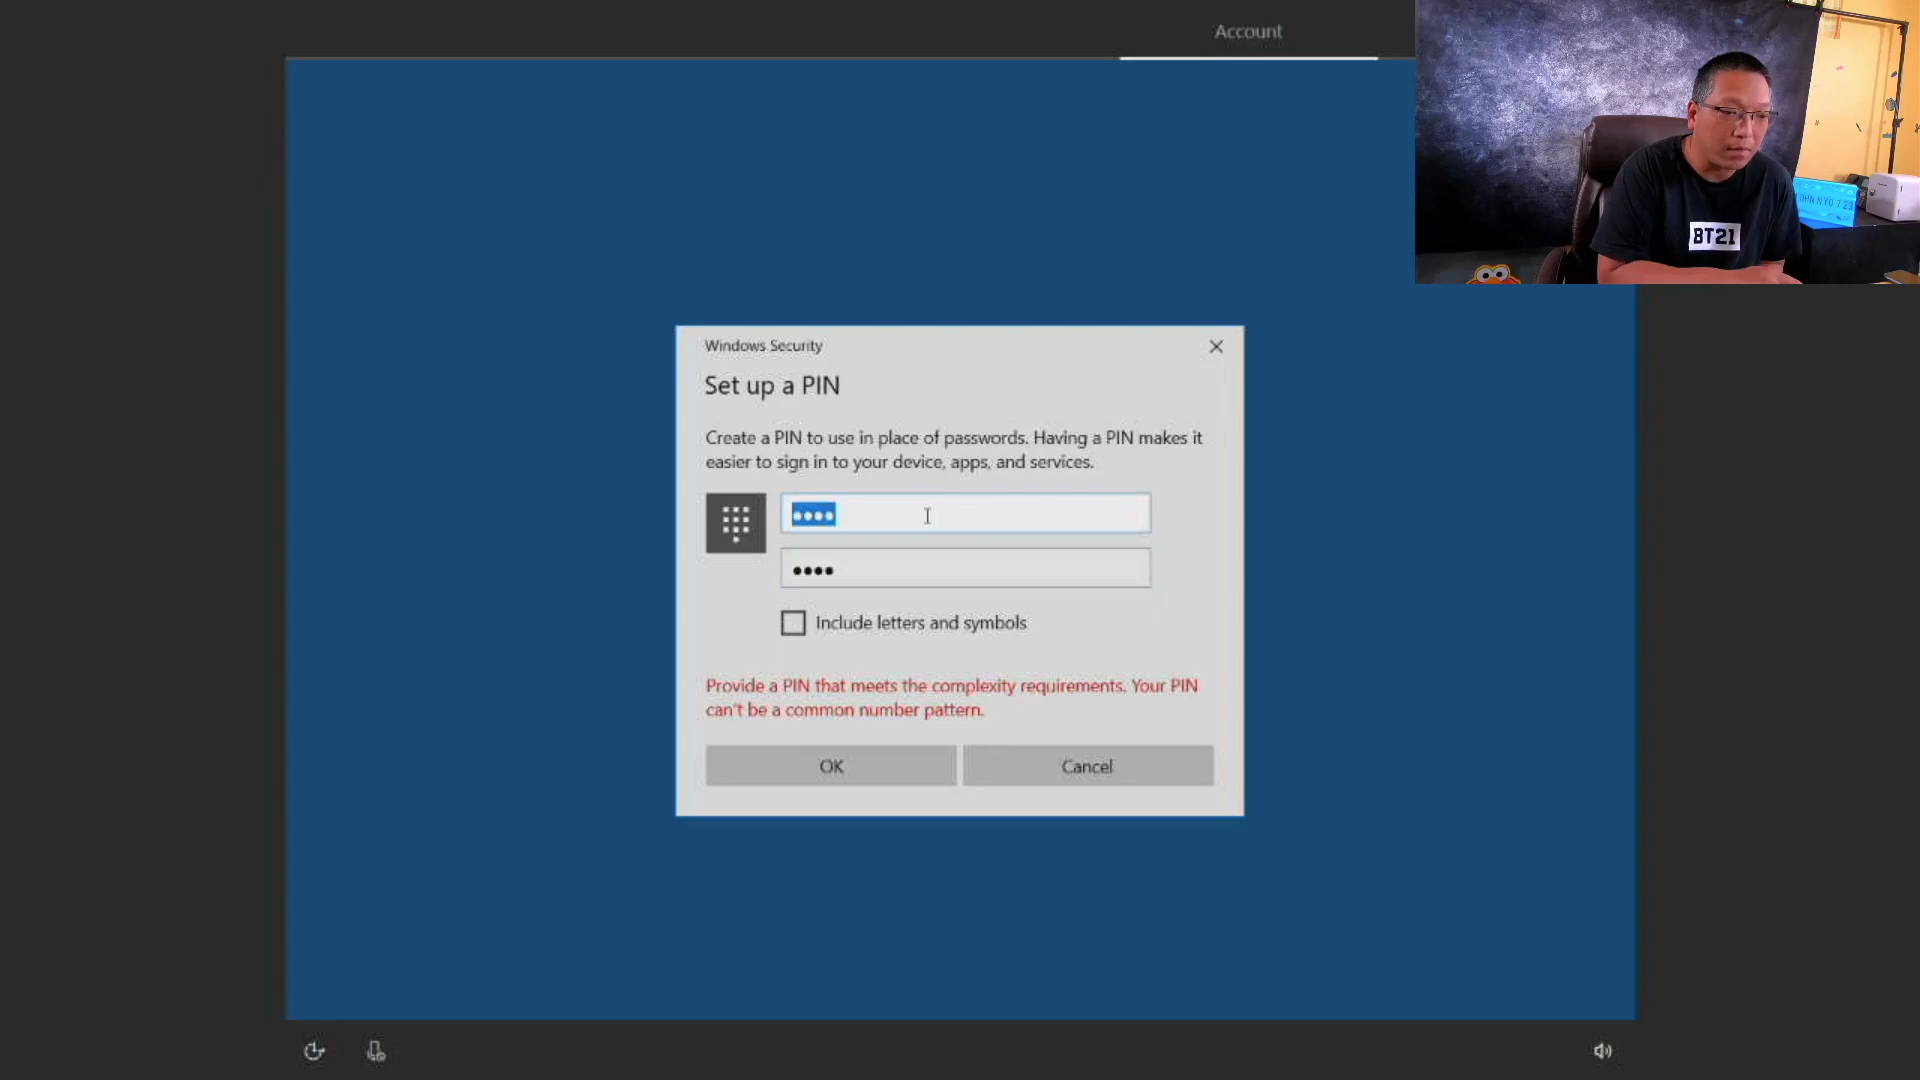 Account
Windows Security
Set up a PIN
Create a PIN to use in place of passwords. Having a PIN makes it
easier to sign in to your device, apps, and services.
●●●●
●●●●
Include letters and symbols
Provide a PIN that meets the complexity requirements. Your PIN
can't be a common number pattern.
OK
Cancel
BT21